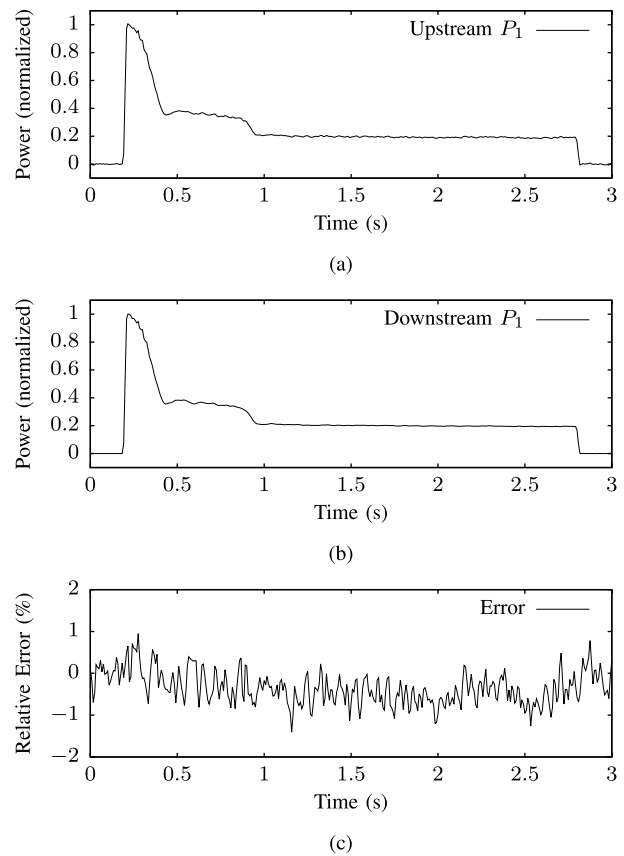 Power (normalized)
1
0.8
0.6
0.4
0.2
0
Upstream P₁
0 0.5 1 1.5 2 2.5 3
Time (s)
(a)
Power (normalized)
1
0.8
0.6
0.4
0.2
0
Downstream P₁
0 0.5 1 1.5 2 2.5 3
Time (s)
(b)
Relative Error (%)
2
1
0
−1
−2
Error
0 0.5 1 1.5 2 2.5 3
Time (s)
(c)